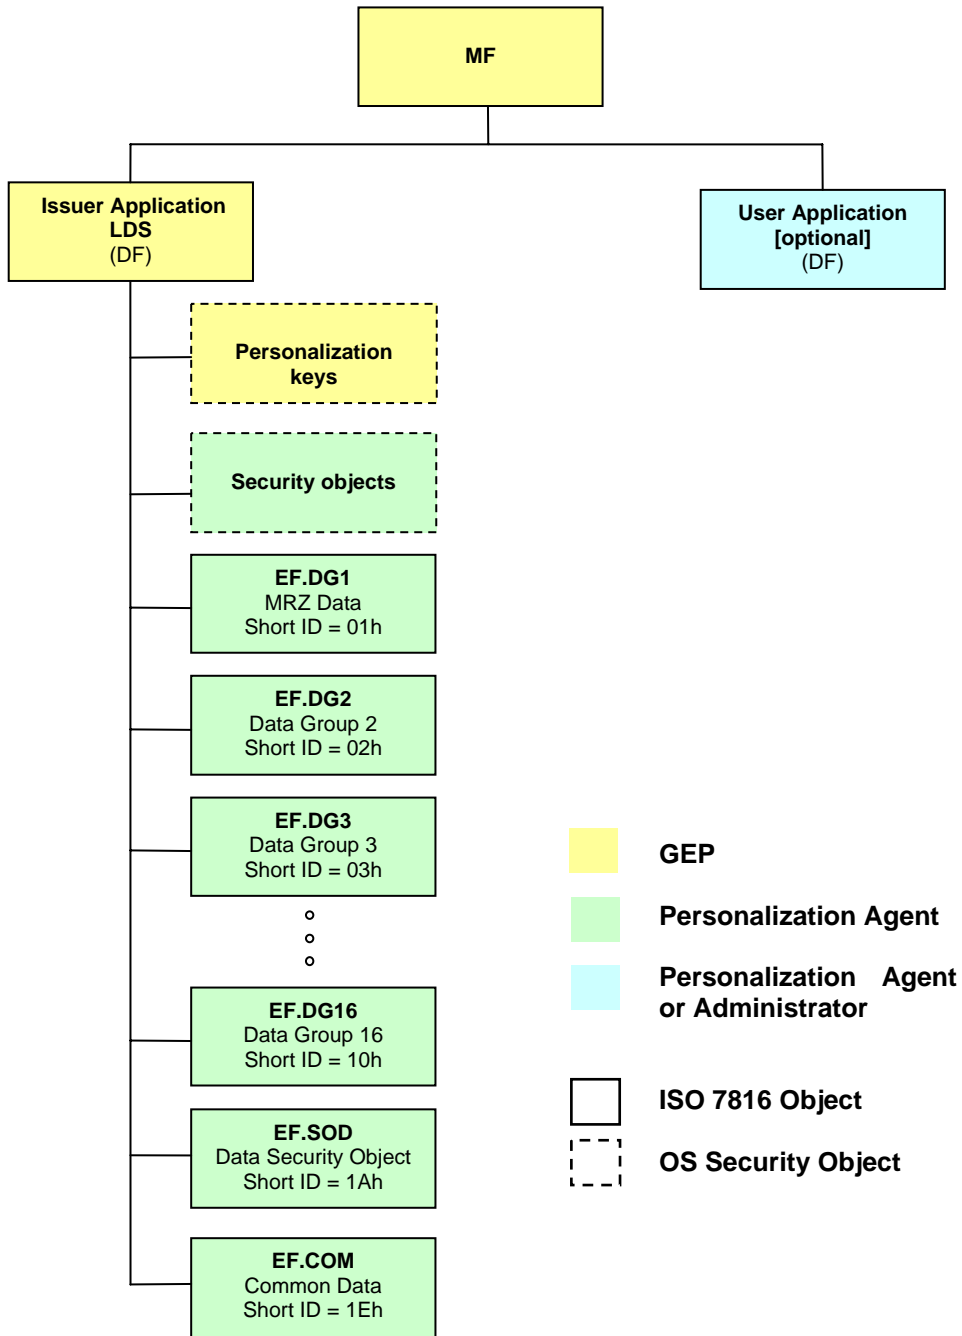 MF
Issuer Application
LDS
(DF)
User Application
[optional]
(DF)
Personalization
keys
Security objects
EF.DG1
MRZ Data
Short ID = 01h
EF.DG2
Data Group 2
Short ID = 02h
EF.DG3
Data Group 3
Short ID = 03h
EF.DG16
Data Group 16
Short ID = 10h
EF.SOD
Data Security Object
Short ID = 1Ah
EF.COM
Common Data
Short ID = 1Eh
GEP
Personalization Agent
Personalization Agent
or Administrator
ISO 7816 Object
OS Security Object